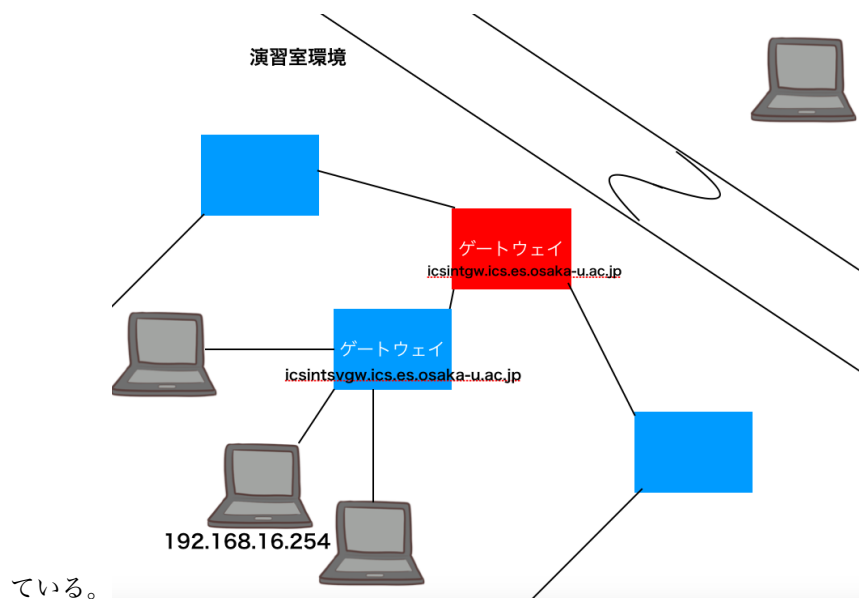 演習室環境
ゲートウェイ
icsintgw.ics.es.osaka-u.ac.jp
ゲートウェイ
icsintsvgw.ics.es.osaka-u.ac.jp
192.168.16.254
ている。